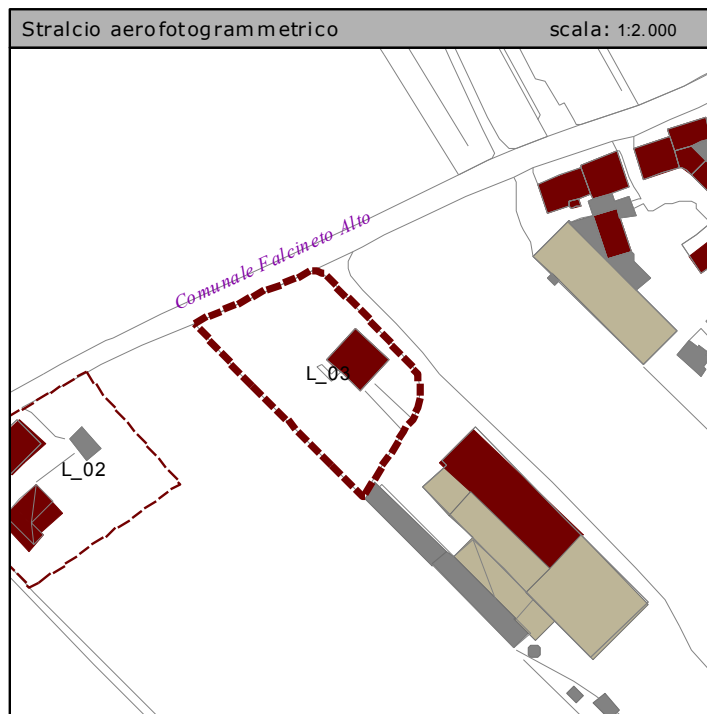 Stralcio aerofotogrammetrico scala: 1:2.000
Comunale Falcineto Alto
L_03
L_02